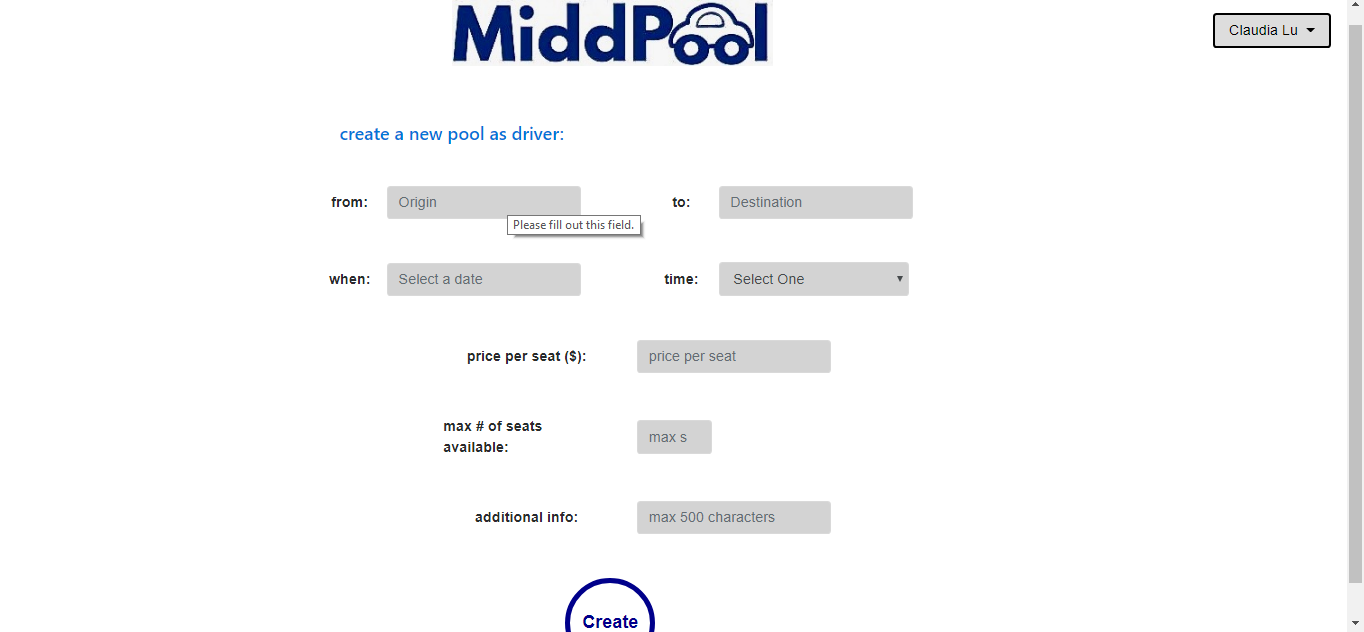 MiddPool
Claudia Lu
create a new pool as driver:
from: Origin to: Destination
Please fill out this field.
when: Select a date time: Select One
price per seat ($): price per seat
max # of seats
available:
max s
additional info: max 500 characters
Create